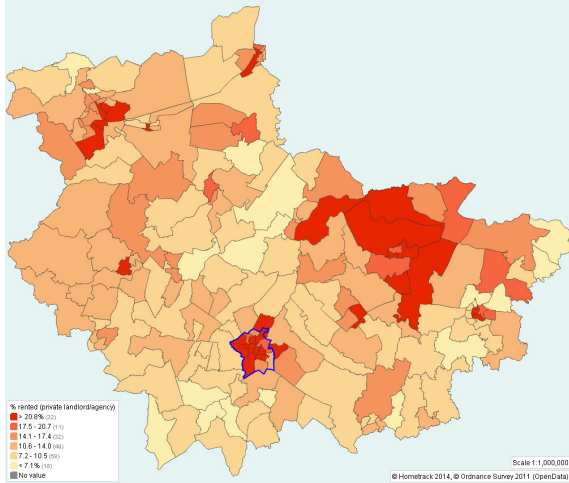 % rented (private landlord/agency)
> 20.8% (32)
17.5 - 20.7 (11)
14.1 - 17.4 (32)
10.6 - 14.0 (46)
7.2 - 10.5 (58)
< 7.1% (18)
No value
Scale 1:1,000,000
© Hometrack 2014, © Ordnance Survey 2011 (OpenData)